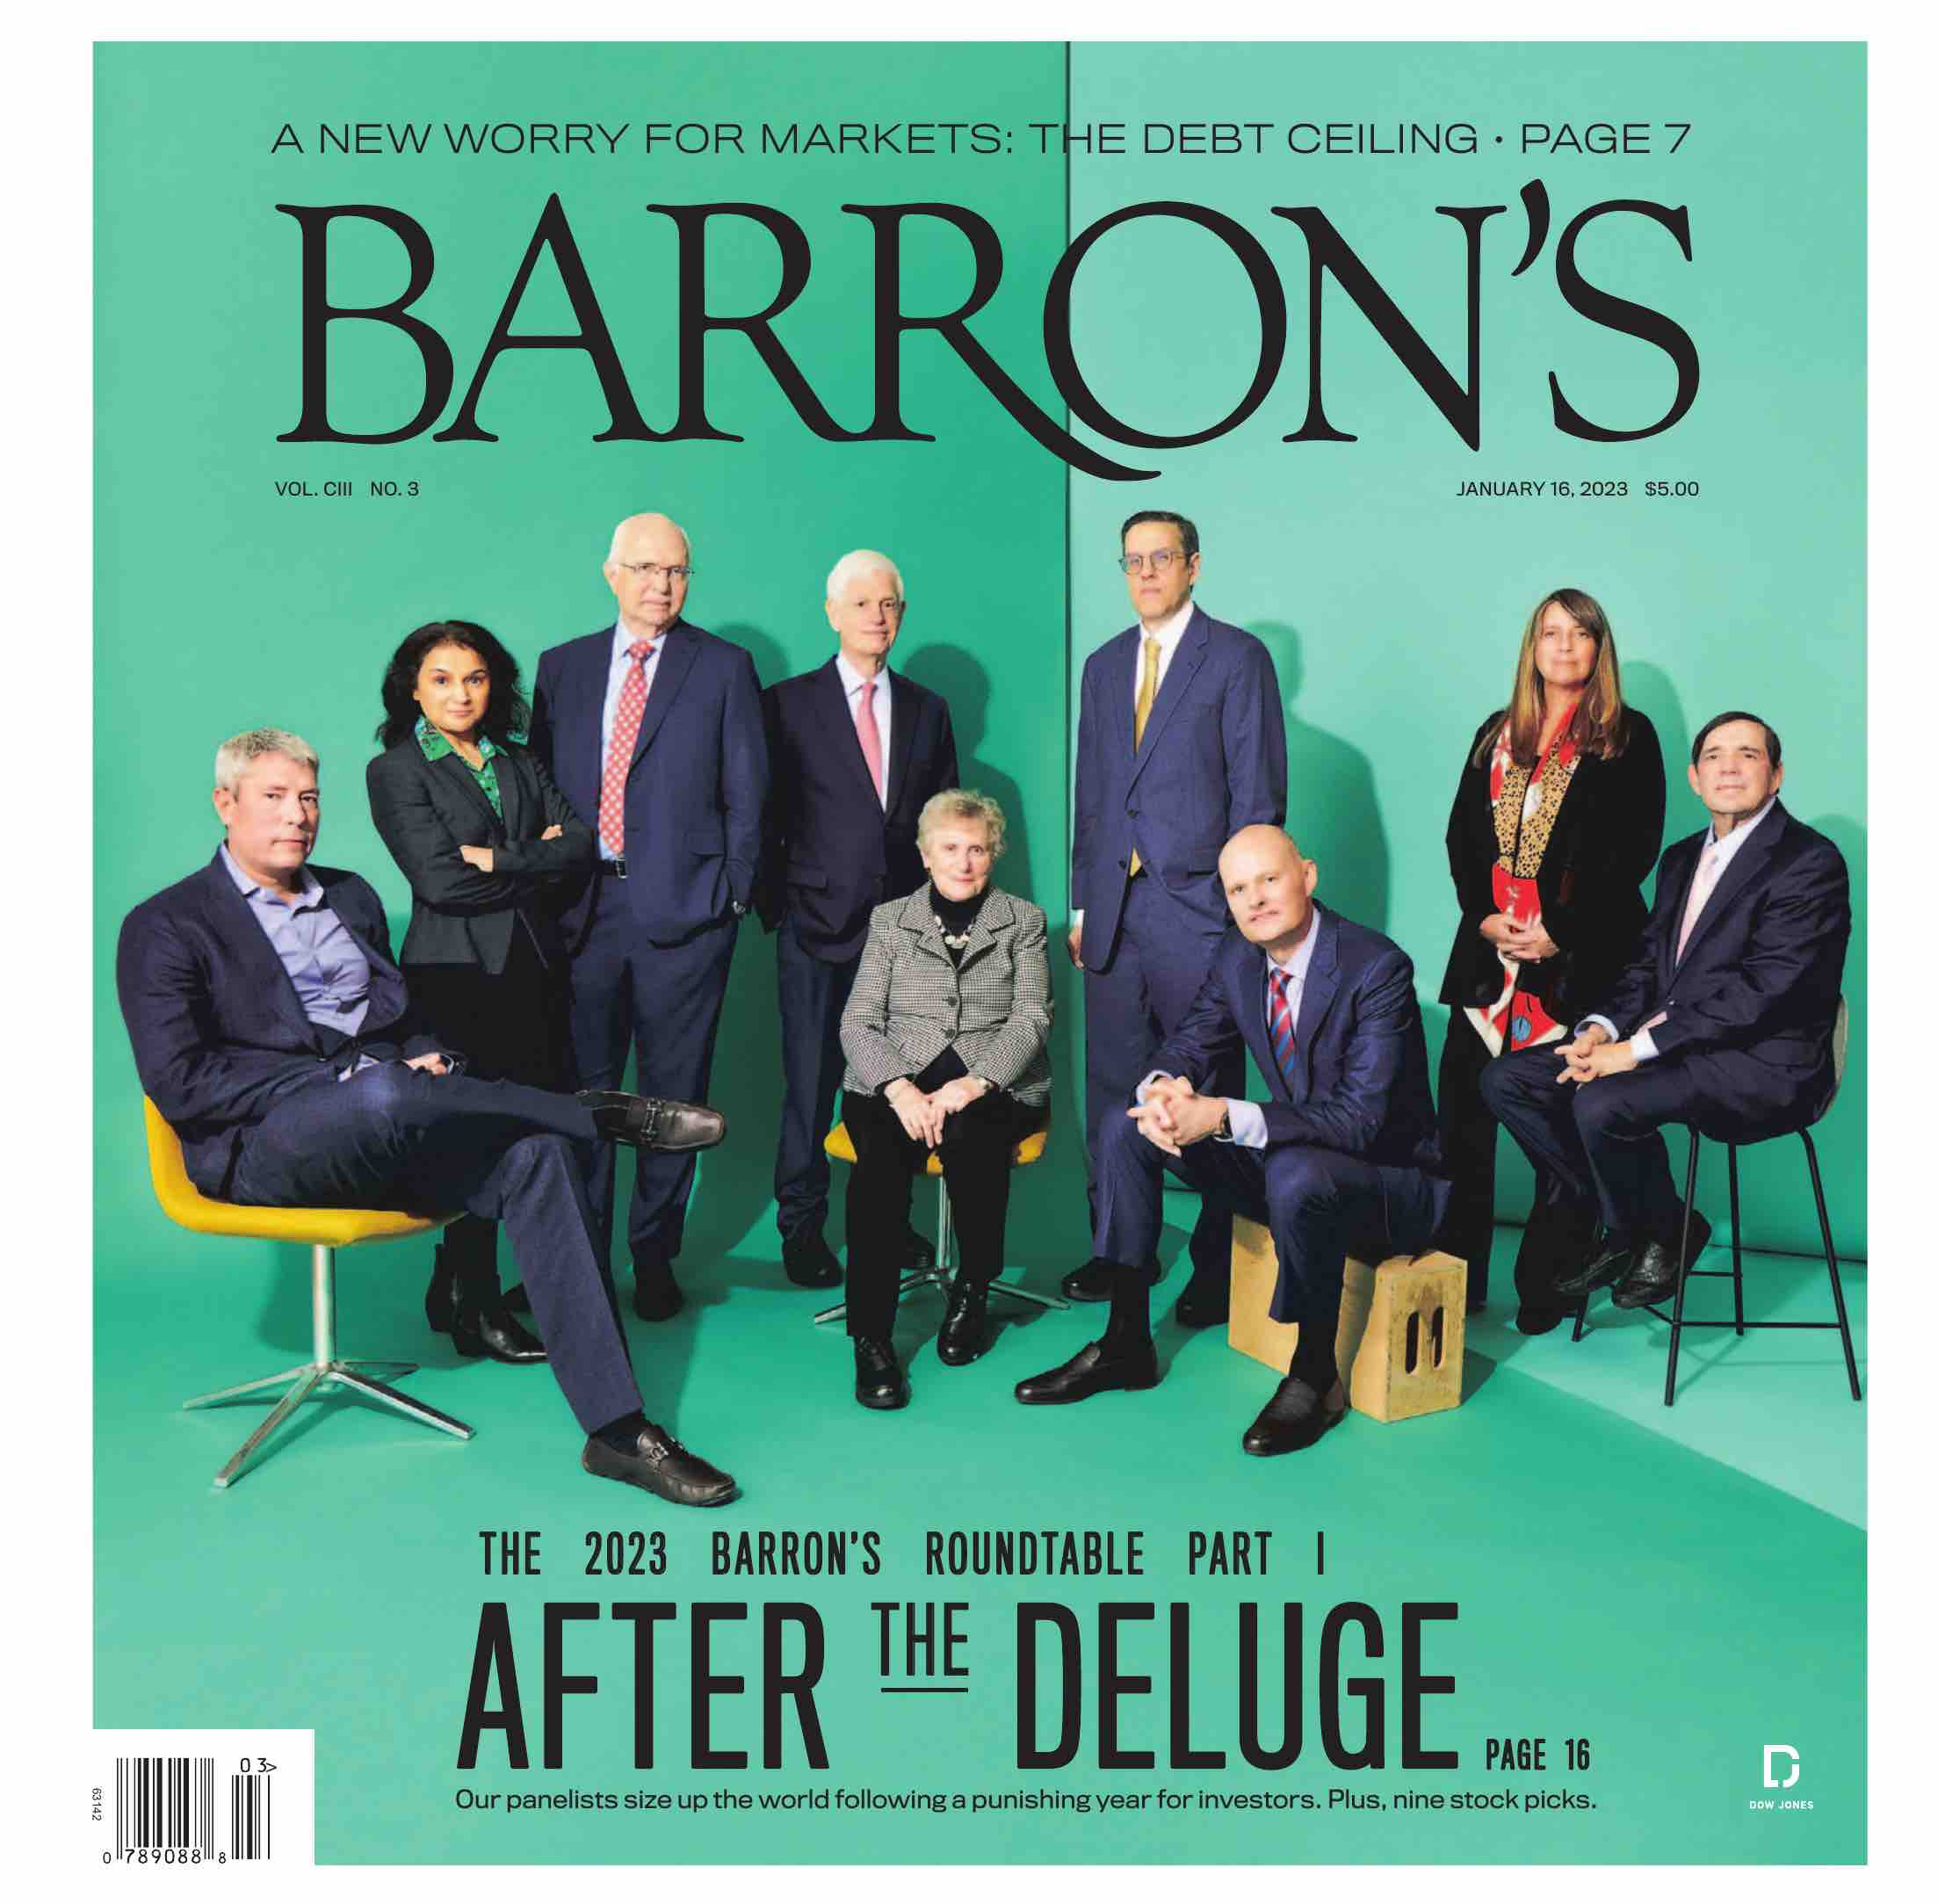 A NEW WORRY FOR MARKETS: THE DEBT CEILING • PAGE 7
BARRON'S
VOL. CIII NO. 3
JANUARY 16, 2023 $5.00
THE 2023 BARRON'S ROUNDTABLE PART I
AFTER THE DELUGE
PAGE 16
Our panelists size up the world following a punishing year for investors. Plus, nine stock picks.
DOW JONES
03>
63142
0 789088 8